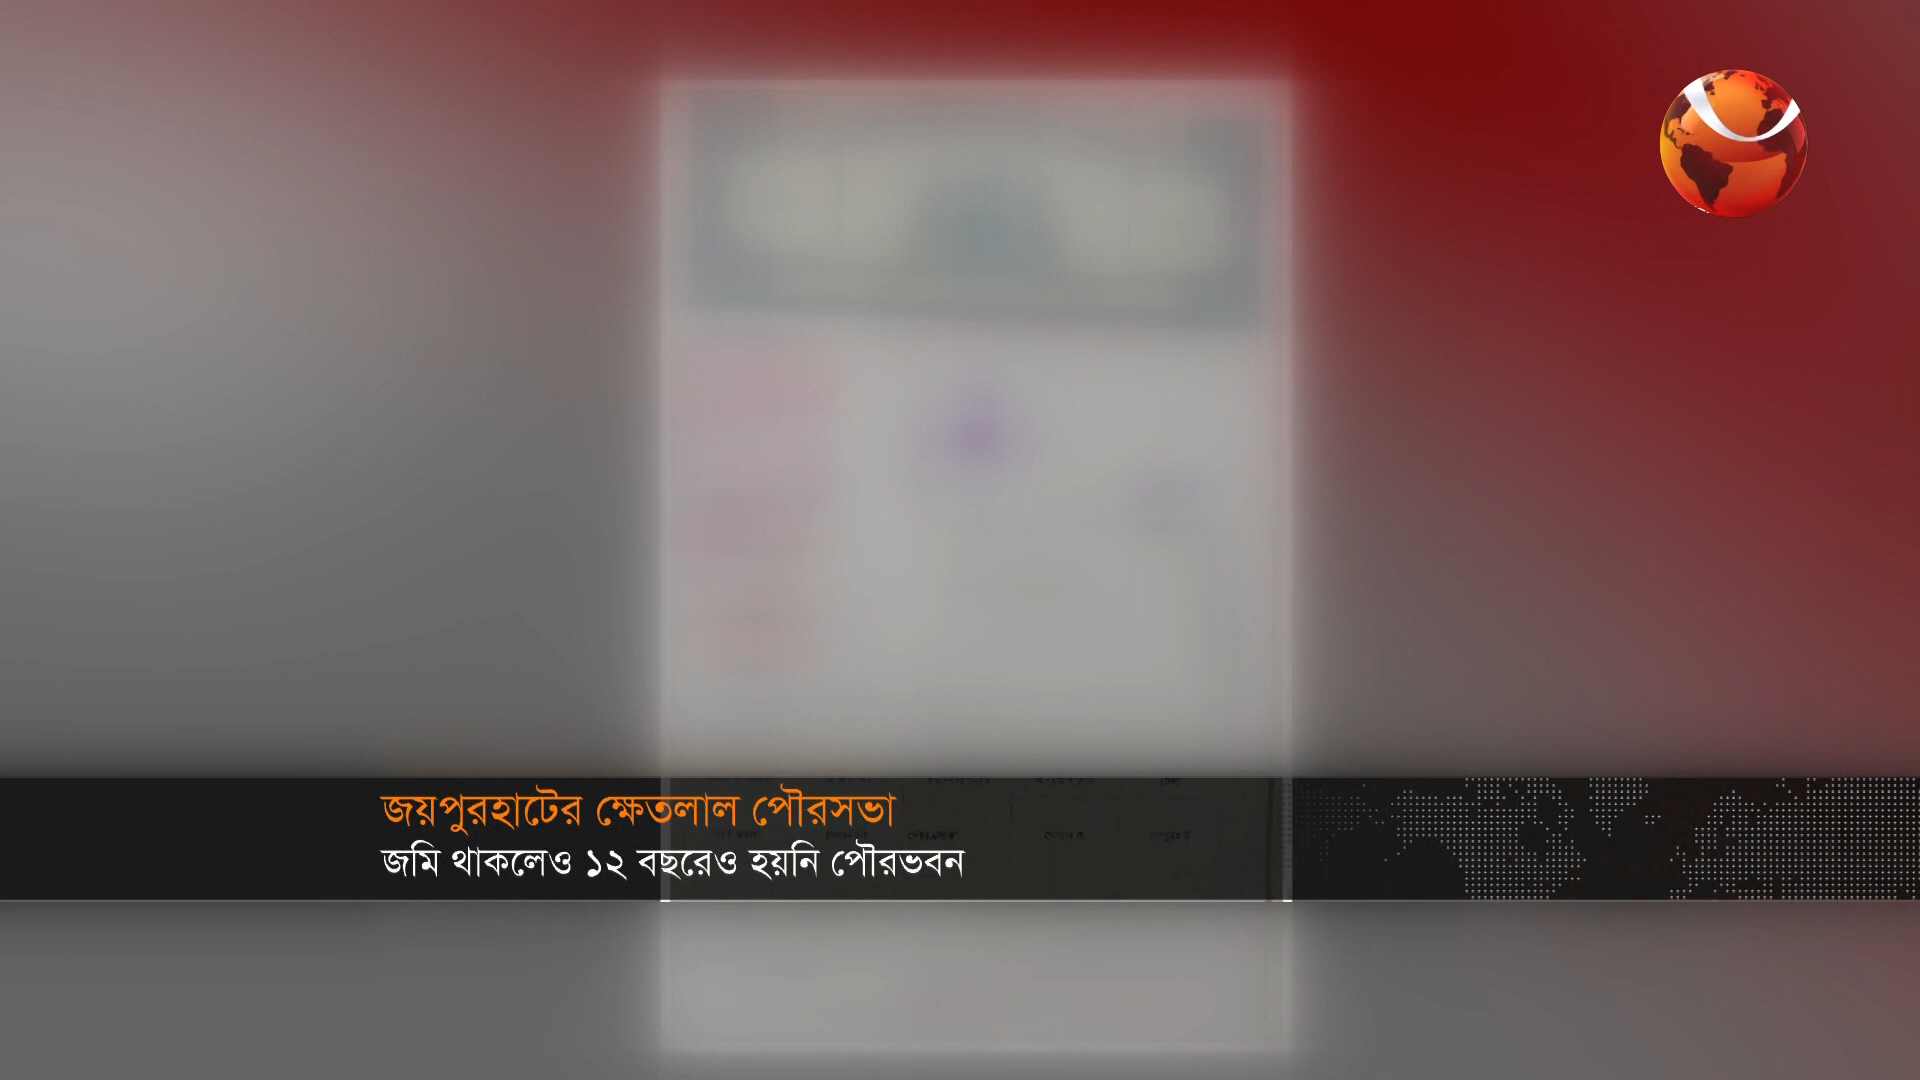 জয়পুরহাটের ক্ষেতলাল পৌরসভা
জমি থাকলেও ১২ বছরেও হয়নি পৌরভবন